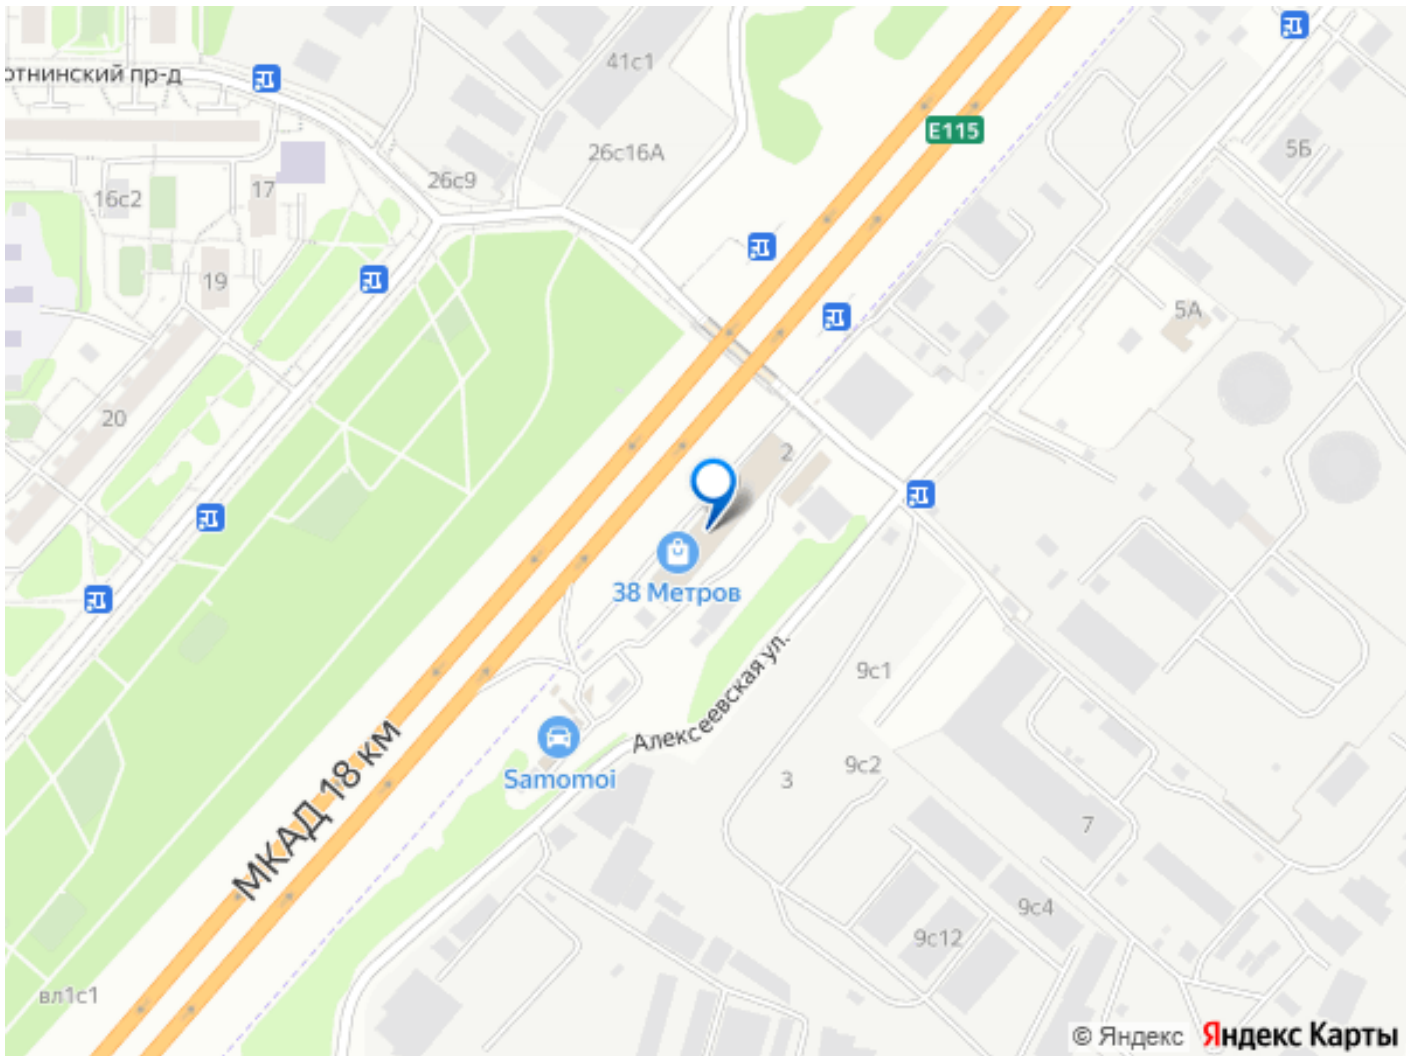 41с1
отнинский пр-д
E115
26с16А
5Б
26с9
17
16с2
19
5А
20
2
38 Метров
Алексеевская ул.
9с1
МКАД 18 км
Samomoi
9с2
3
7
9с4
9с12
вл1с1
© Яндекс Яндекс Карты